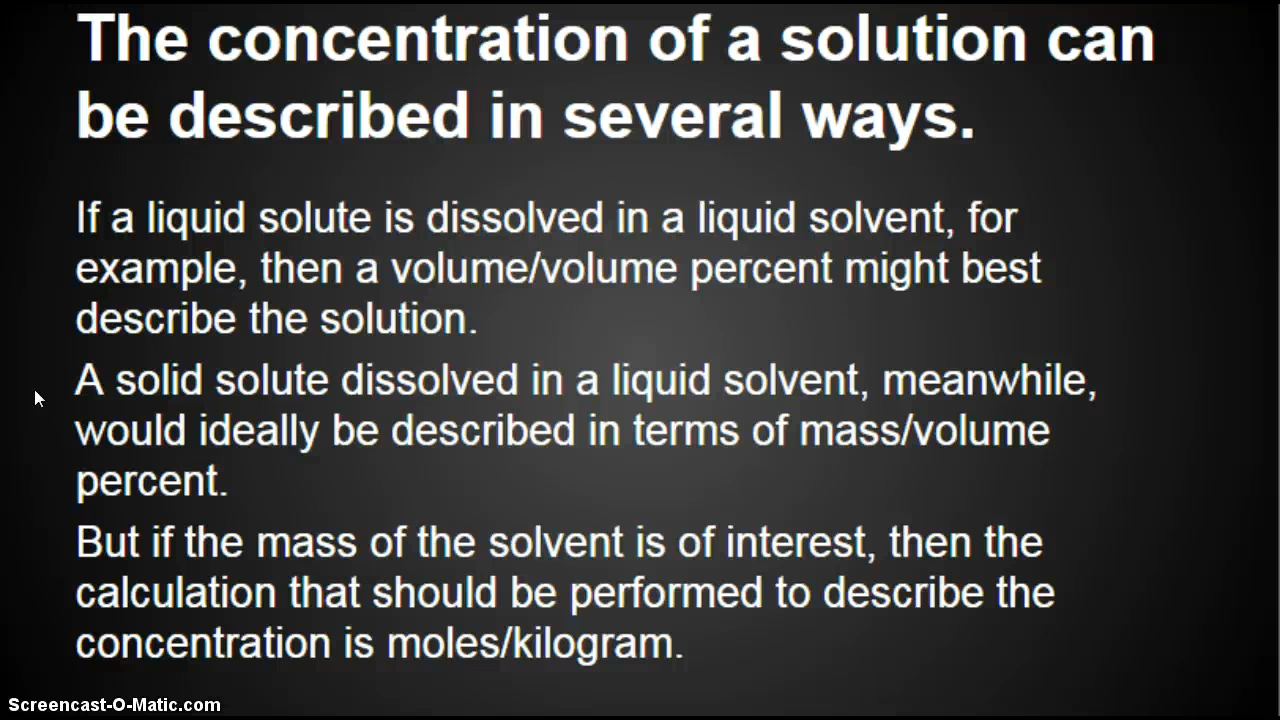 The concentration of a solution can
be described in several ways.
If a liquid solute is dissolved in a liquid solvent, for
example, then a volume/volume percent might best
describe the solution.
A solid solute dissolved in a liquid solvent, meanwhile,
would ideally be described in terms of mass/volume
percent.
But if the mass of the solvent is of interest, then the
calculation that should be performed to describe the
concentration is moles/kilogram.
Screencast-O-Matic.com